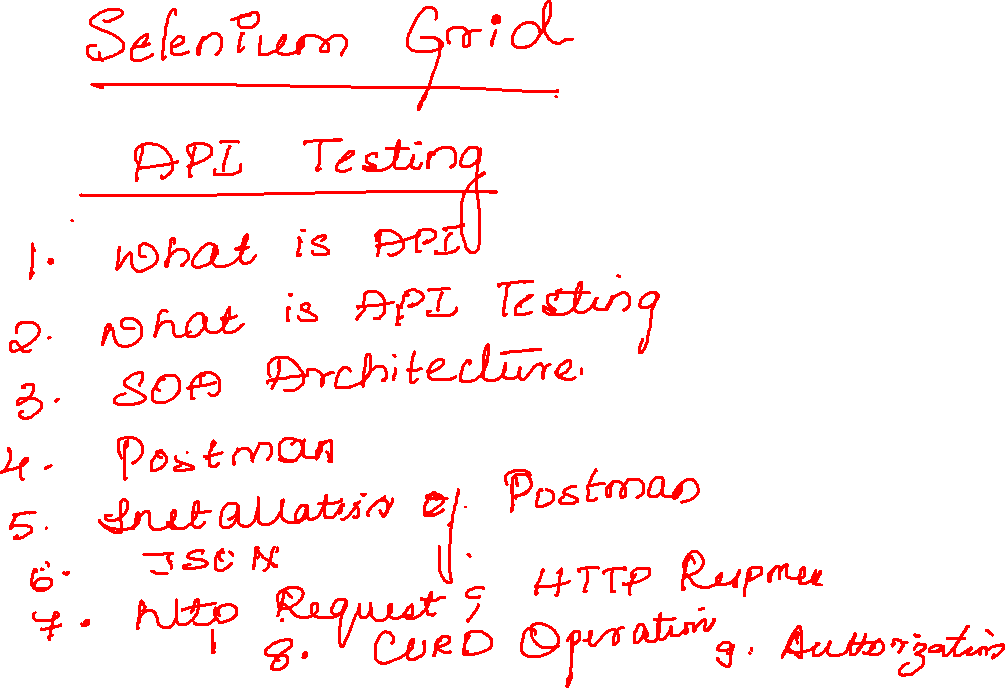 Selenium Grid
API Testing
1. What is API
2. What is API Testing
3. SOA Architecture.
4. Postman
5. Installation of Postman
6. JSON
7. Http Request & HTTP Response
8. CURD Operation 9. Authorization